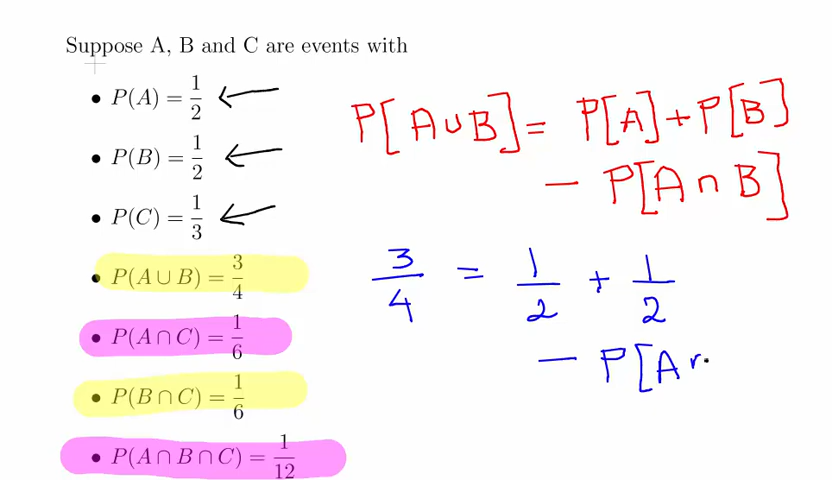 Suppose A, B and C are events with
• P(A) = 1/2
• P(B) = 1/2
• P(C) = 1/3
• P(A ∪ B) = 3/4
• P(A ∩ C) = 1/6
• P(B ∩ C) = 1/6
• P(A ∩ B ∩ C) = 1/12
P[A∪B] = P[A] + P[B]
− P[A ∩ B]
3/4 = 1/2 + 1/2
− P[A